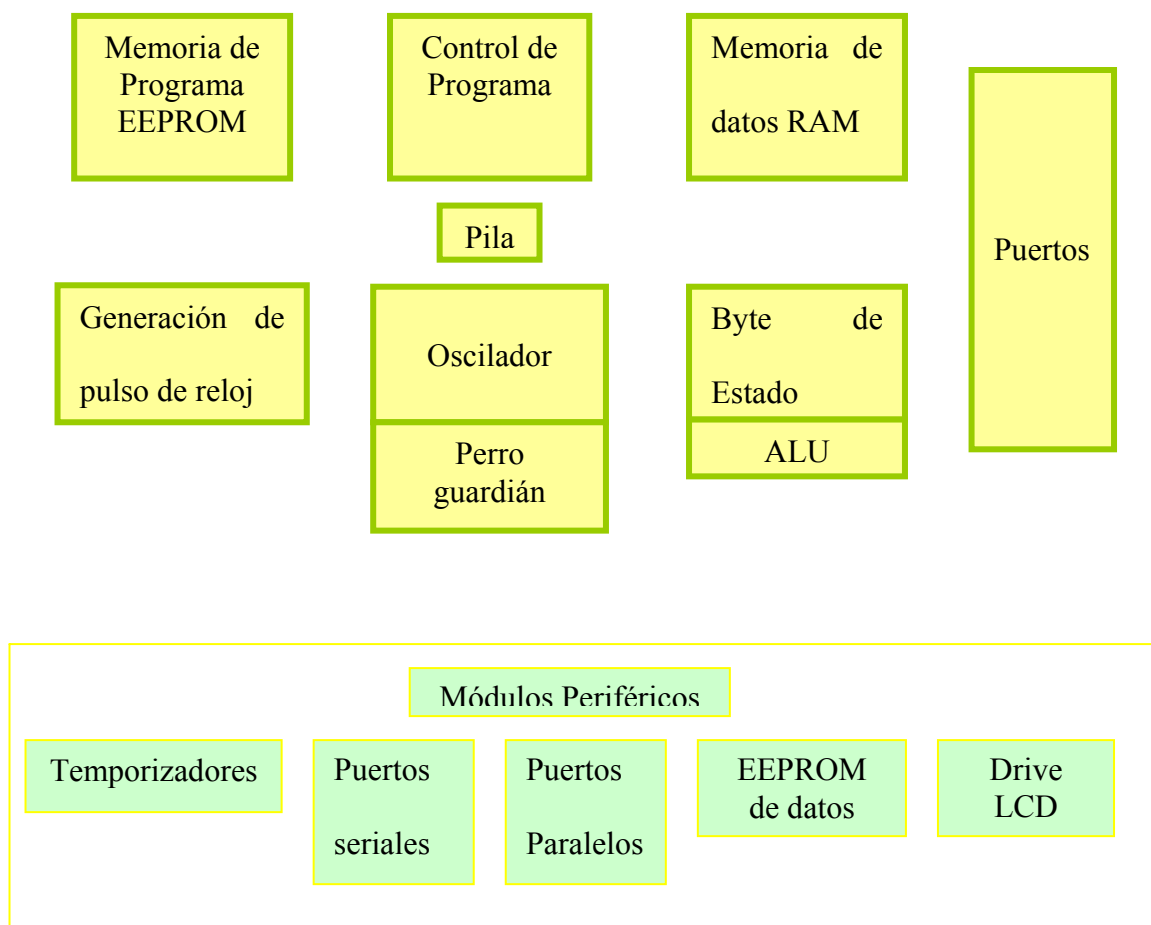 Memoria de
Programa
EEPROM
Control de
Programa
Memoria de
datos RAM
Puertos
Pila
Generación de
pulso de reloj
Oscilador
Byte de
Estado
ALU
Perro
guardián
Módulos Periféricos
Temporizadores
Puertos
seriales
Puertos
Paralelos
EEPROM
de datos
Drive
LCD